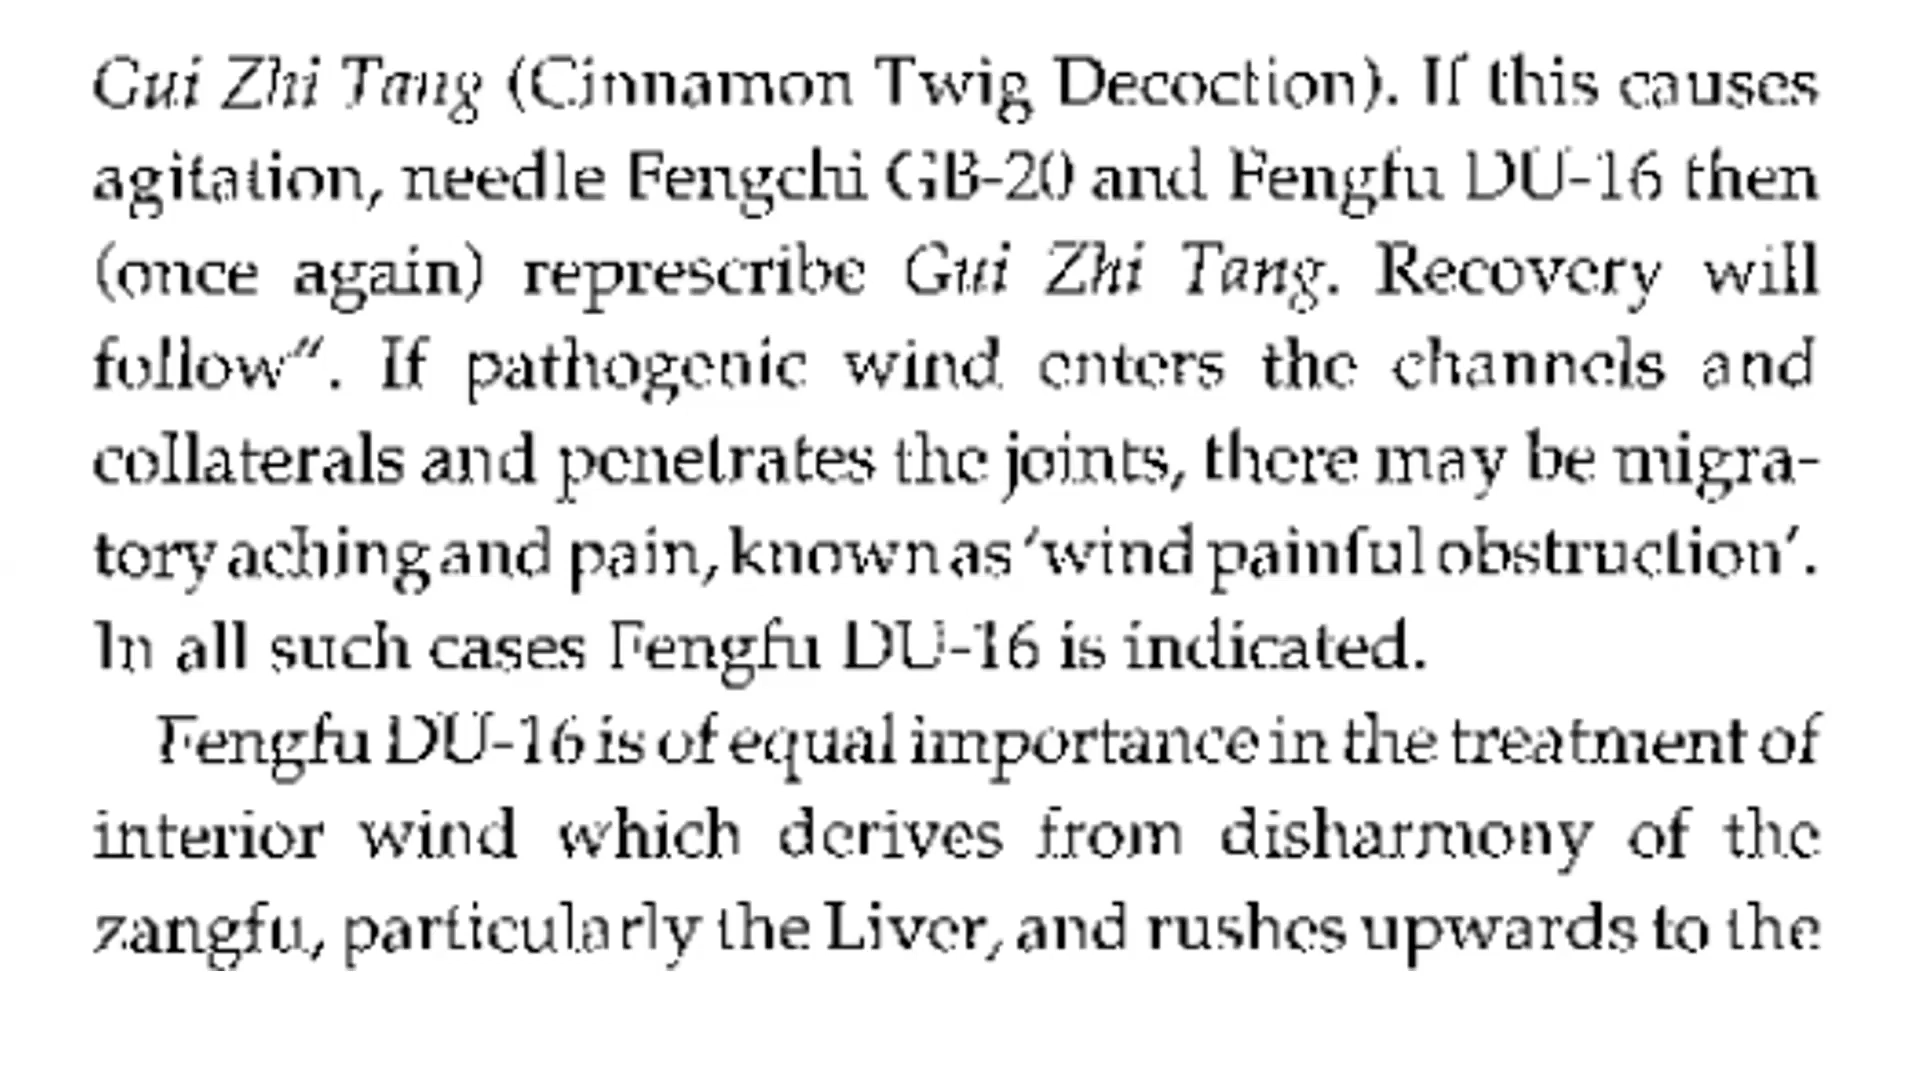 Gui Zhi Tang (Cinnamon Twig Decoction). If this causes
agitation, needle Fengchi GB-20 and Fengfu DU-16 then
(once again) represcribe Gui Zhi Tang. Recovery will
follow”. If pathogenic wind enters the channels and
collaterals and penetrates the joints, there may be migra-
tory aching and pain, known as ‘wind painful obstruction’.
In all such cases Fengfu DU-16 is indicated.
Fengfu DU-16 is of equal importance in the treatment of
interior wind which derives from disharmony of the
zangfu, particularly the Liver, and rushes upwards to the